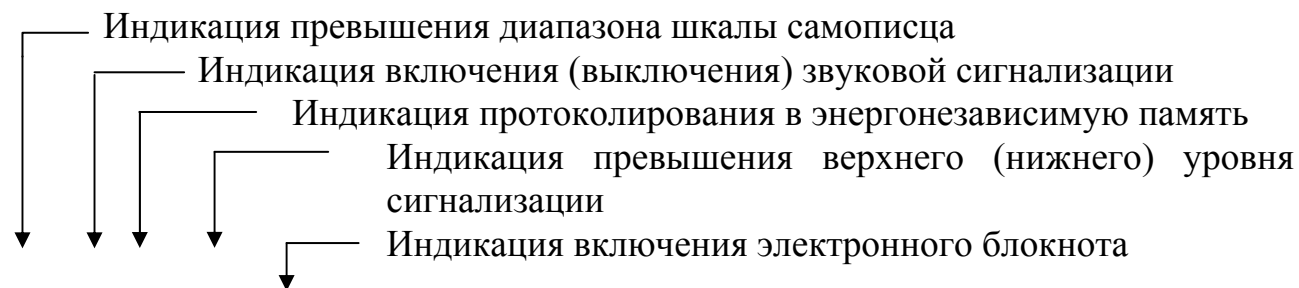 Индикация превышения диапазона шкалы самописца
Индикация включения (выключения) звуковой сигнализации
Индикация протоколирования в энергонезависимую память
Индикация превышения верхнего (нижнего) уровня
сигнализации
Индикация включения электронного блокнота